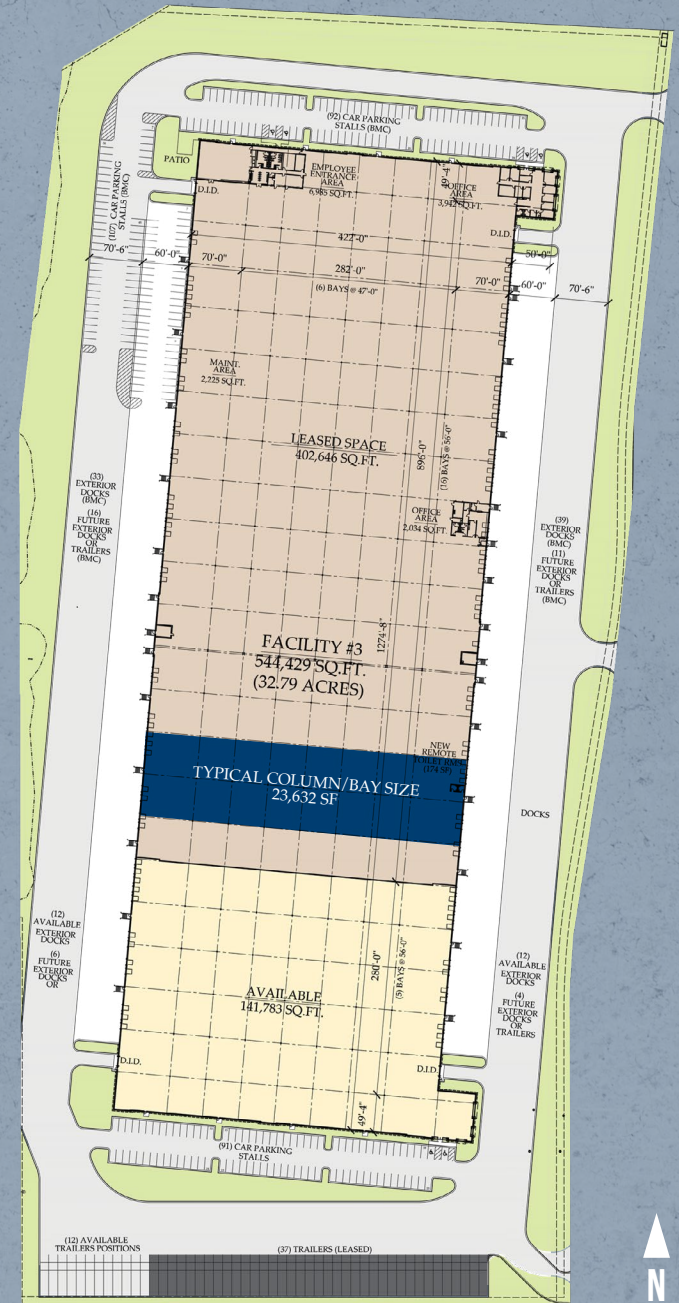 (92) CAR PARKING
STALLS (BMC)
PATIO
(107) CAR PARKING
STALLS (BMC)
EMPLOYEE
ENTRANCE
AREA
6,985 SQ.FT.
49'-4"
OFFICE
AREA
3,942 SQ.FT.
D.I.D.
D.I.D.
422'-0"
70'-6"
60'-0"
70'-0"
282'-0"
(6) BAYS @ 47'-0"
70'-0"
50'-0"
60'-0"
70'-6"
MAINT.
AREA
2,225 SQ.FT.
LEASED SPACE
402,646 SQ.FT.
896'-0"
(16) BAYS @ 56'-0"
(33)
EXTERIOR
DOCKS
(BMC)
(16)
FUTURE
EXTERIOR
DOCKS
OR
TRAILERS
(BMC)
OFFICE
AREA
2,034 SQ.FT.
(39)
EXTERIOR
DOCKS
(BMC)
(11)
FUTURE
EXTERIOR
DOCKS
OR
TRAILERS
(BMC)
1274'-8"
FACILITY #3
544,429 SQ.FT.
(32.79 ACRES)
NEW
REMOTE
TOILET RMS
(174 SF)
TYPICAL COLUMN/BAY SIZE
23,632 SF
DOCKS
(12)
AVAILABLE
EXTERIOR
DOCKS
(6)
FUTURE
EXTERIOR
DOCKS
OR
280'-0"
(5) BAYS @ 56'-0"
AVAILABLE
141,783 SQ.FT.
(12)
AVAILABLE
EXTERIOR
DOCKS
(4)
FUTURE
EXTERIOR
DOCKS
OR
TRAILERS
D.I.D.
D.I.D.
49'-4"
(91) CAR PARKING
STALLS
(12) AVAILABLE
TRAILERS POSITIONS
(37) TRAILERS (LEASED)
N